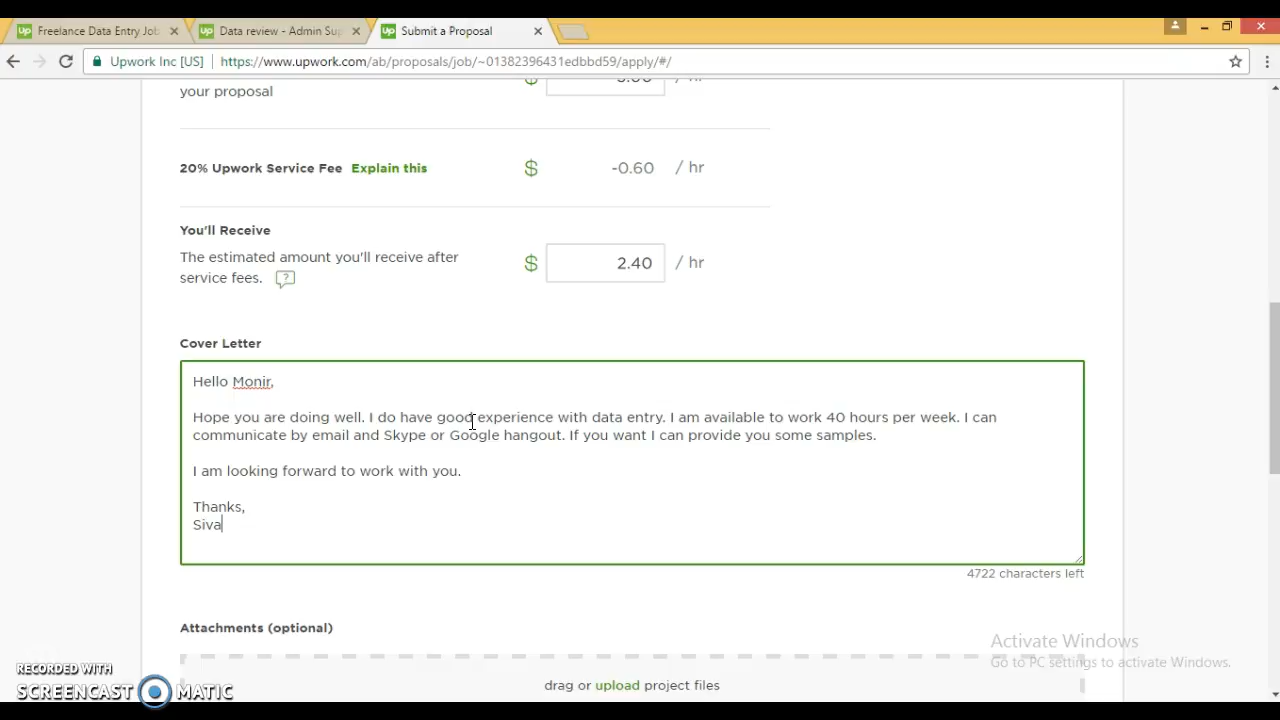 Freelance Data Entry Job
Data review - Admin Sup
Submit a Proposal
Upwork Inc [US] https://www.upwork.com/ab/proposals/job/~01382396431edbbd59/apply/#/
your proposal
$ / hr
20% Upwork Service Fee Explain this $ -0.60 / hr
You'll Receive
The estimated amount you'll receive after
service fees. ?
$ 2.40 / hr
Cover Letter
Hello Monir,
Hope you are doing well. I do have good experience with data entry. I am available to work 40 hours per week. I can
communicate by email and Skype or Google hangout. If you want I can provide you some samples.
I am looking forward to work with you.
Thanks,
Siva
4722 characters left
Attachments (optional)
drag or upload project files
Activate Windows
Go to PC settings to activate Windows.
RECORDED WITH
SCREENCAST MATIC